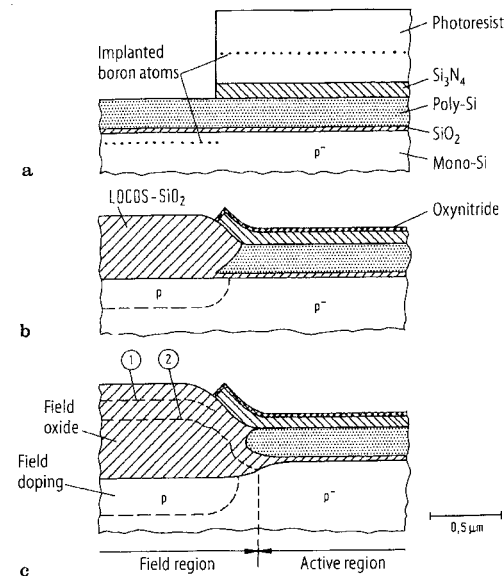 Photoresist
Implanted
boron atoms
Si₃N₄
Poly-Si
SiO₂
p⁻
Mono-Si
a
LOCOS-SiO₂
Oxynitride
p
p⁻
b
1
2
Field
oxide
Field
doping
p
p⁻
0,5 µm
c
Field region
Active region